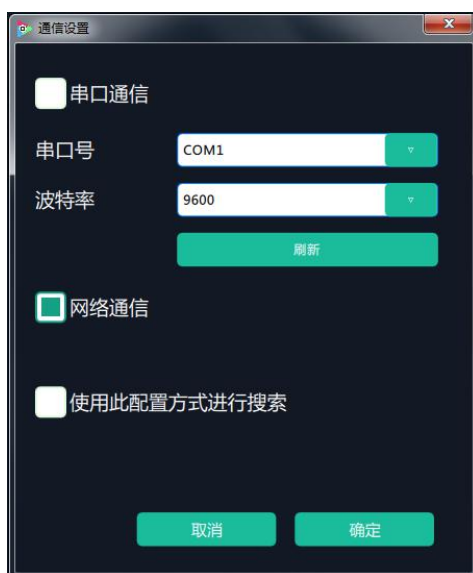 通信设置
串口通信
串口号 COM1
波特率 9600
刷新
网络通信
使用此配置方式进行搜索
取消 确定